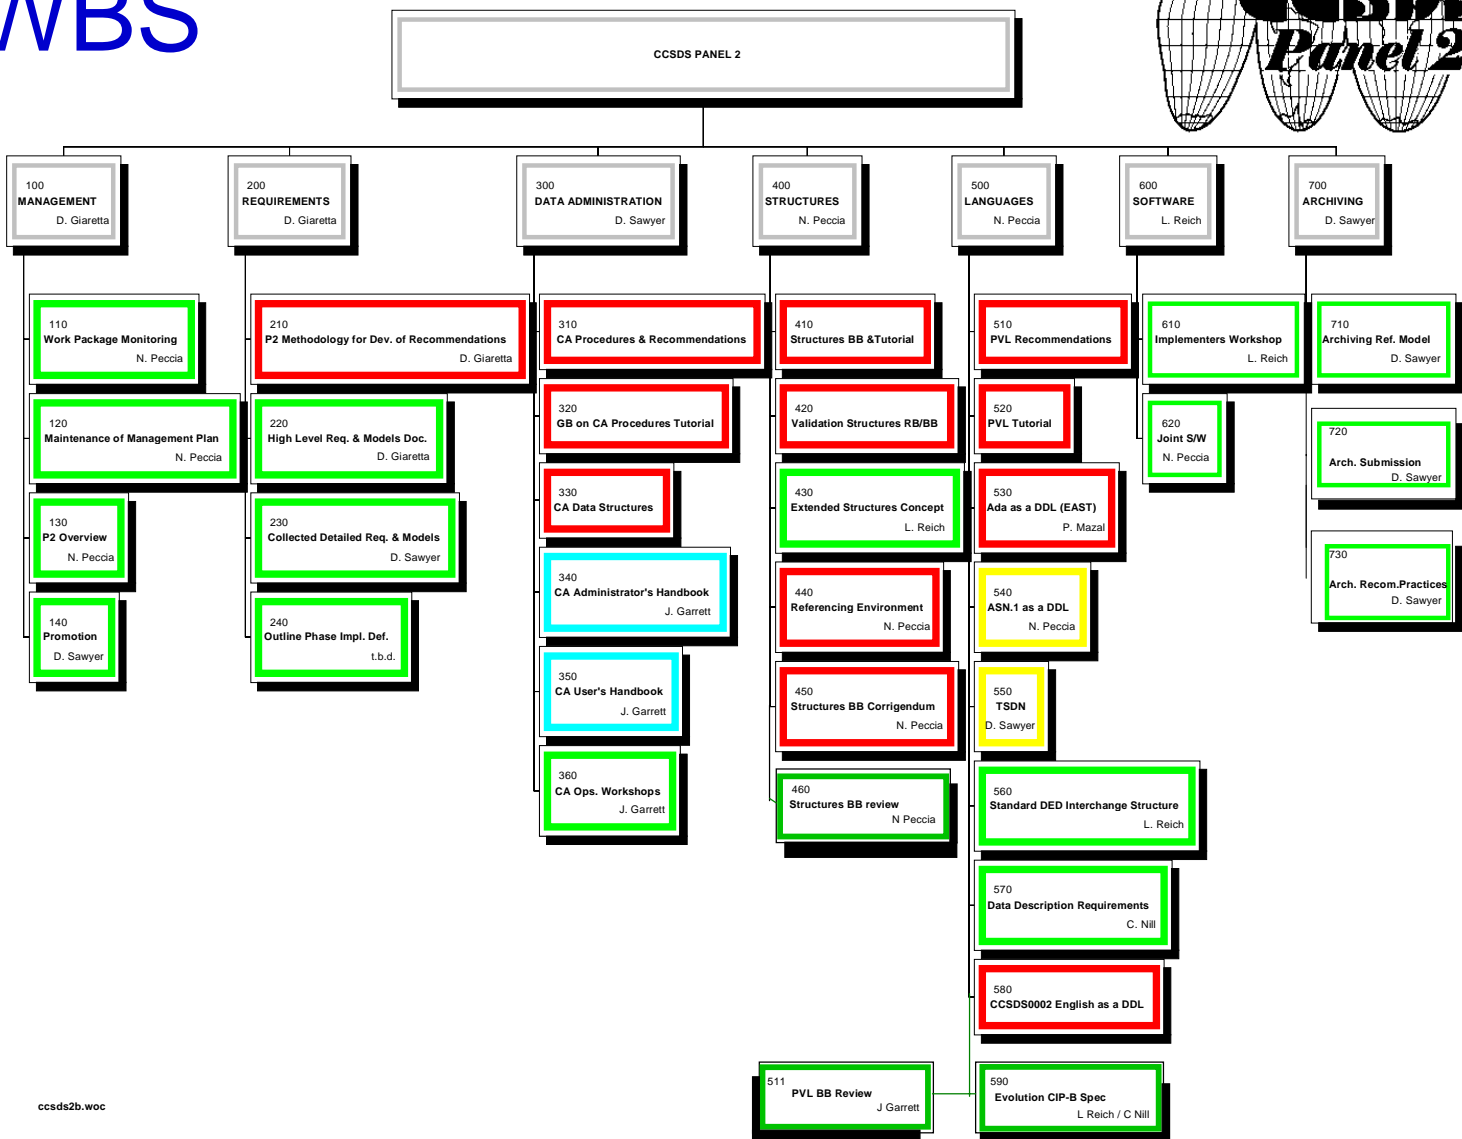 WBS
CCSDS
Panel 2
CCSDS PANEL 2
100
MANAGEMENT
D. Giaretta
200
REQUIREMENTS
D. Giaretta
300
DATA ADMINISTRATION
D. Sawyer
400
STRUCTURES
N. Peccia
500
LANGUAGES
N. Peccia
600
SOFTWARE
L. Reich
700
ARCHIVING
D. Sawyer
110
Work Package Monitoring
N. Peccia
120
Maintenance of Management Plan
N. Peccia
130
P2 Overview
N. Peccia
140
Promotion
D. Sawyer
210
P2 Methodology for Dev. of Recommendations
D. Giaretta
220
High Level Req. & Models Doc.
D. Giaretta
230
Collected Detailed Req. & Models
D. Sawyer
240
Outline Phase Impl. Def.
t.b.d.
310
CA Procedures & Recommendations
320
GB on CA Procedures Tutorial
330
CA Data Structures
340
CA Administrator's Handbook
J. Garrett
350
CA User's Handbook
J. Garrett
360
CA Ops. Workshops
J. Garrett
410
Structures BB &Tutorial
420
Validation Structures RB/BB
430
Extended Structures Concept
L. Reich
440
Referencing Environment
N. Peccia
450
Structures BB Corrigendum
N. Peccia
460
Structures BB review
N Peccia
510
PVL Recommendations
520
PVL Tutorial
530
Ada as a DDL (EAST)
P. Mazal
540
ASN.1 as a DDL
N. Peccia
550
TSDN
D. Sawyer
560
Standard DED Interchange Structure
L. Reich
570
Data Description Requirements
C. Nill
580
CCSDS0002 English as a DDL
511
PVL BB Review
J Garrett
590
Evolution CIP-B Spec
L Reich / C Nill
610
Implementers Workshop
L. Reich
620
Joint S/W
N. Peccia
710
Archiving Ref. Model
D. Sawyer
720
Arch. Submission
D. Sawyer
730
Arch. Recom.Practices
D. Sawyer
ccsds2b.woc